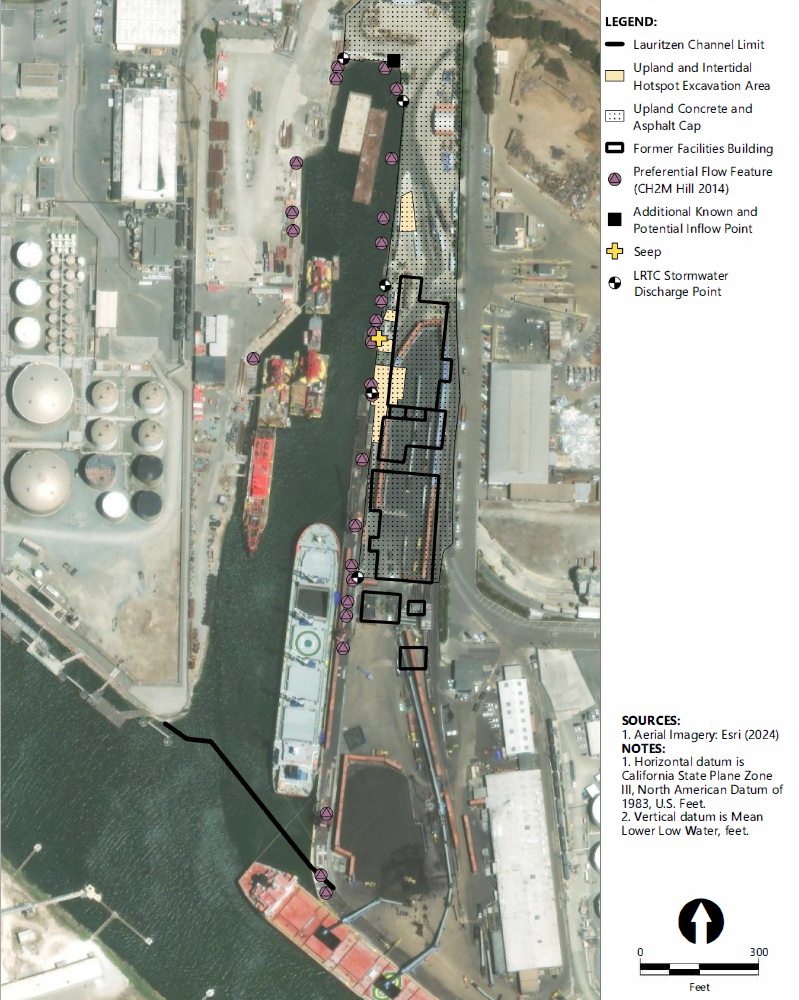 LEGEND:
Lauritzen Channel Limit
Upland and Intertidal
Hotspot Excavation Area
Upland Concrete and
Asphalt Cap
Former Facilities Building
Preferential Flow Feature
(CH2M Hill 2014)
Additional Known and
Potential Inflow Point
Seep
LRTC Stormwater
Discharge Point
SOURCES:
1. Aerial Imagery: Esri (2024)
NOTES:
1. Horizontal datum is
California State Plane Zone
III, North American Datum of
1983, U.S. Feet.
2. Vertical datum is Mean
Lower Low Water, feet.
0 300
Feet